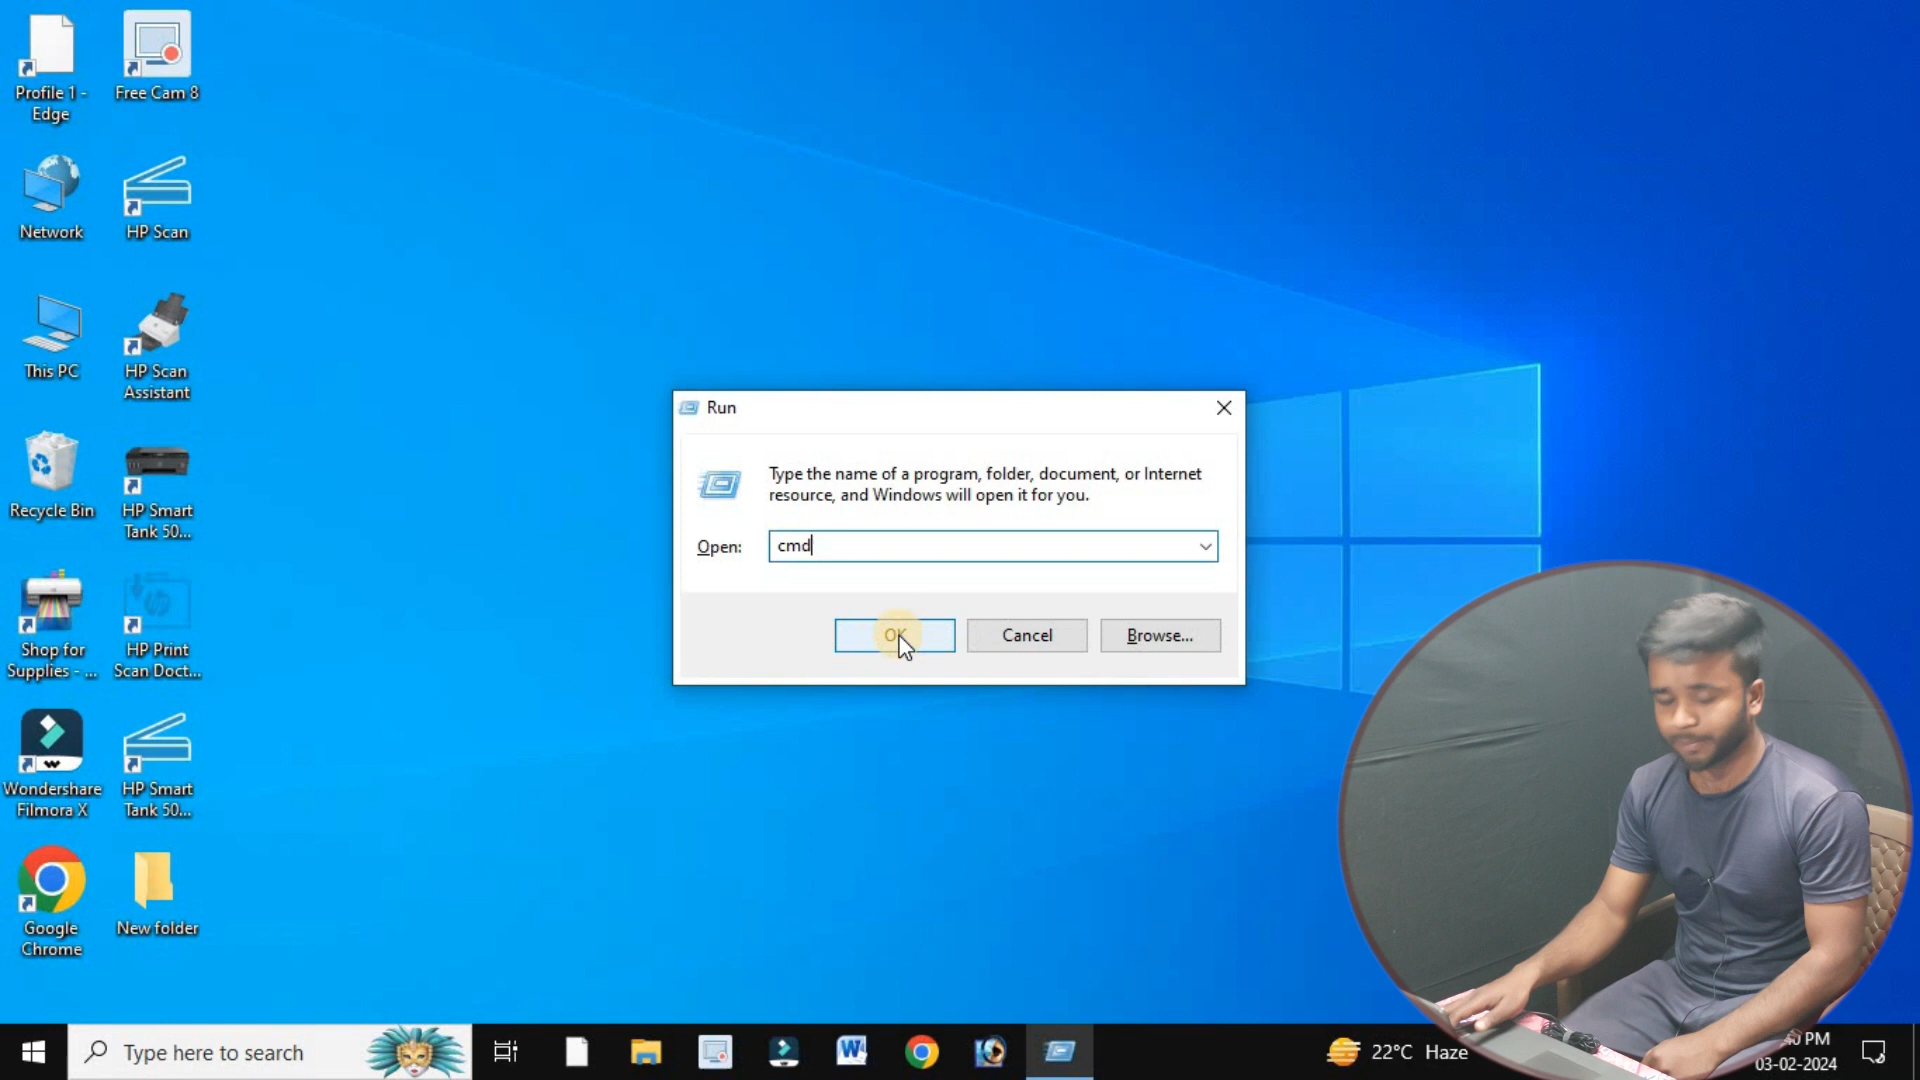 Profile 1 -
Edge
Free Cam 8
Network
HP Scan
This PC
HP Scan
Assistant
Recycle Bin
HP Smart
Tank 50...
Shop for
Supplies - ...
HP Print
Scan Doct...
Wondershare
Filmora X
HP Smart
Tank 50...
Google
Chrome
New folder
Run
Type the name of a program, folder, document, or Internet
resource, and Windows will open it for you.
Open:
cmd
OK
Cancel
Browse...
Type here to search
22°C Haze
PM
03-02-2024